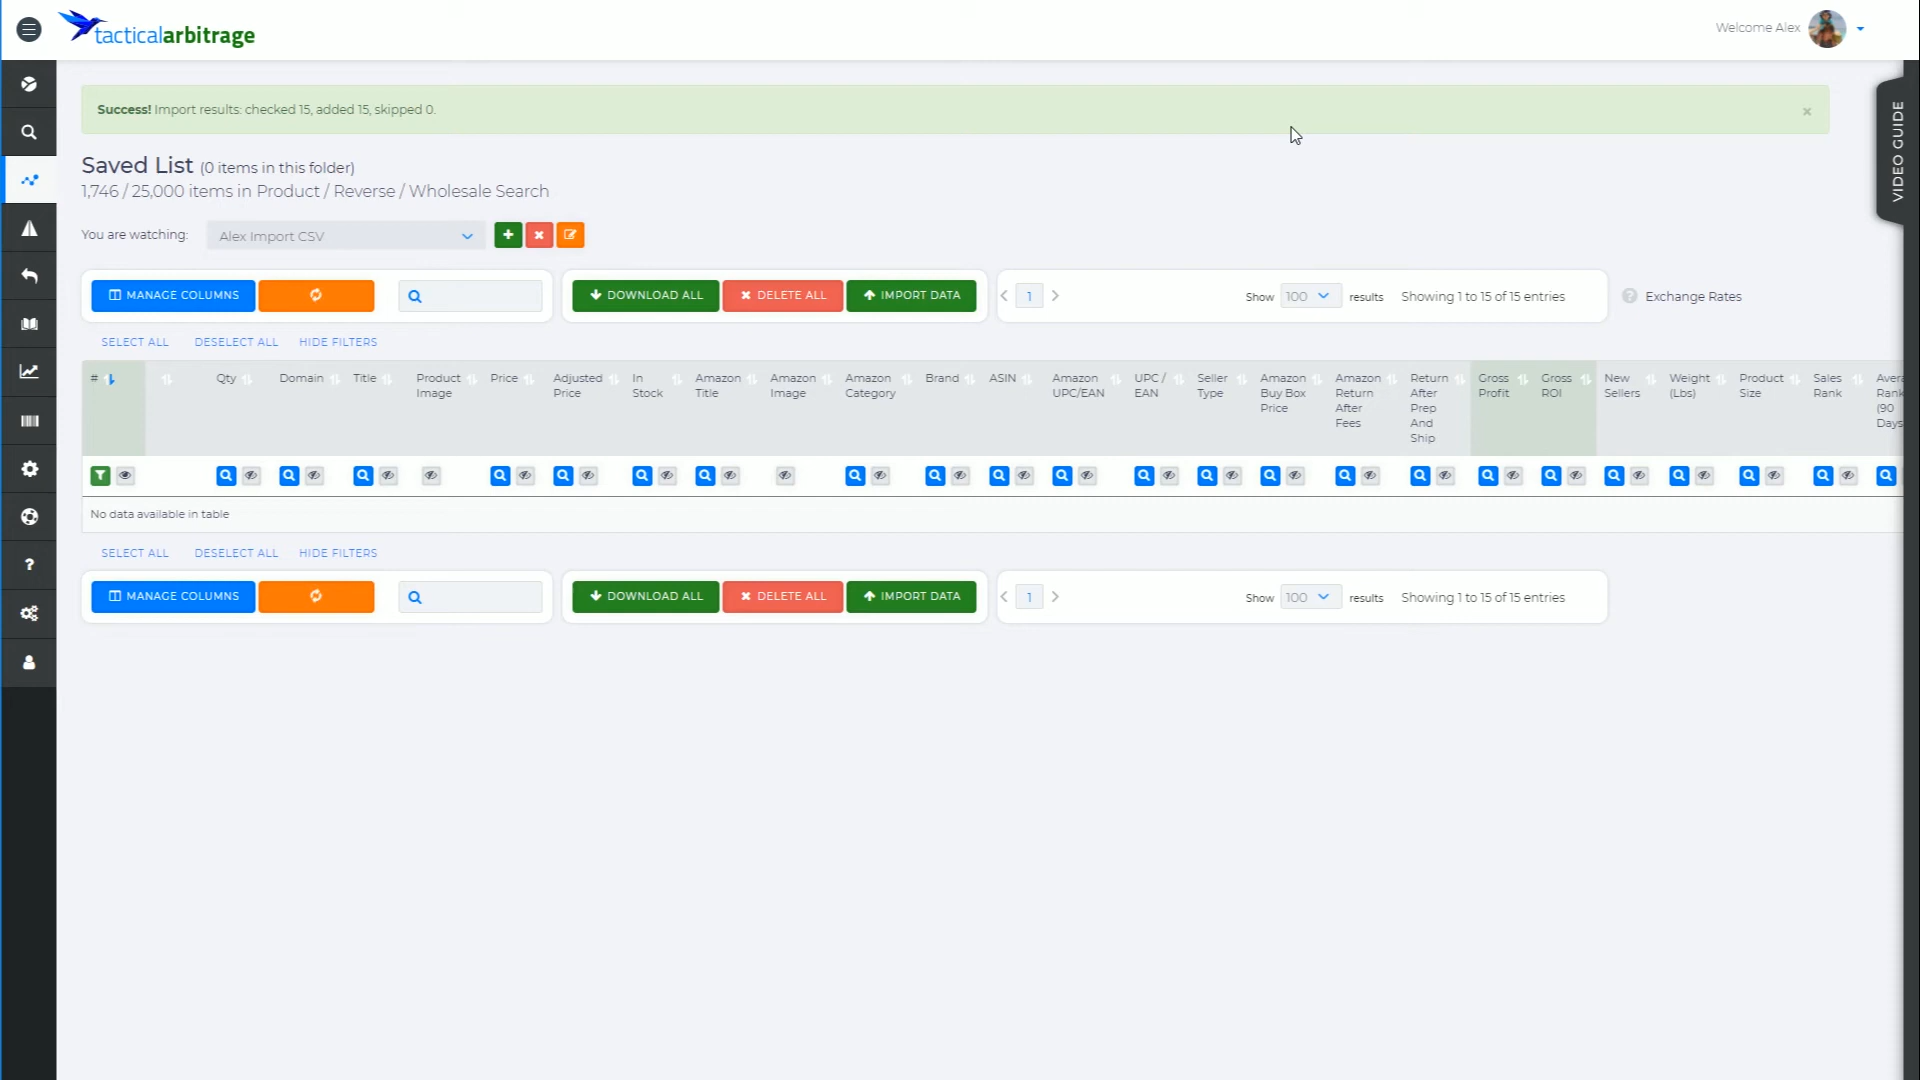 tacticalarbitrage
Welcome Alex
VIDEO GUIDE
Success! Import results: checked 15, added 15, skipped 0.
×
Saved List (0 items in this folder)
1,746 / 25,000 items in Product / Reverse / Wholesale Search
You are watching: Alex Import CSV
MANAGE COLUMNS DOWNLOAD ALL DELETE ALL IMPORT DATA 1 Show 100 results Showing 1 to 15 of 15 entries Exchange Rates
SELECT ALL DESELECT ALL HIDE FILTERS
# Qty Domain Title Product Price Adjusted In Amazon Amazon Amazon Brand ASIN Amazon UPC / Seller Amazon Amazon Return Gross Gross New Weight Product Sales
Image Price Stock Title Image Category UPC/EAN EAN Type Buy Box Return After Profit ROI Sellers (Lbs) Size Rank Rank
Price After Prep (90
Fees And Days
Ship
No data available in table
SELECT ALL DESELECT ALL HIDE FILTERS
MANAGE COLUMNS DOWNLOAD ALL DELETE ALL IMPORT DATA 1 Show 100 results Showing 1 to 15 of 15 entries